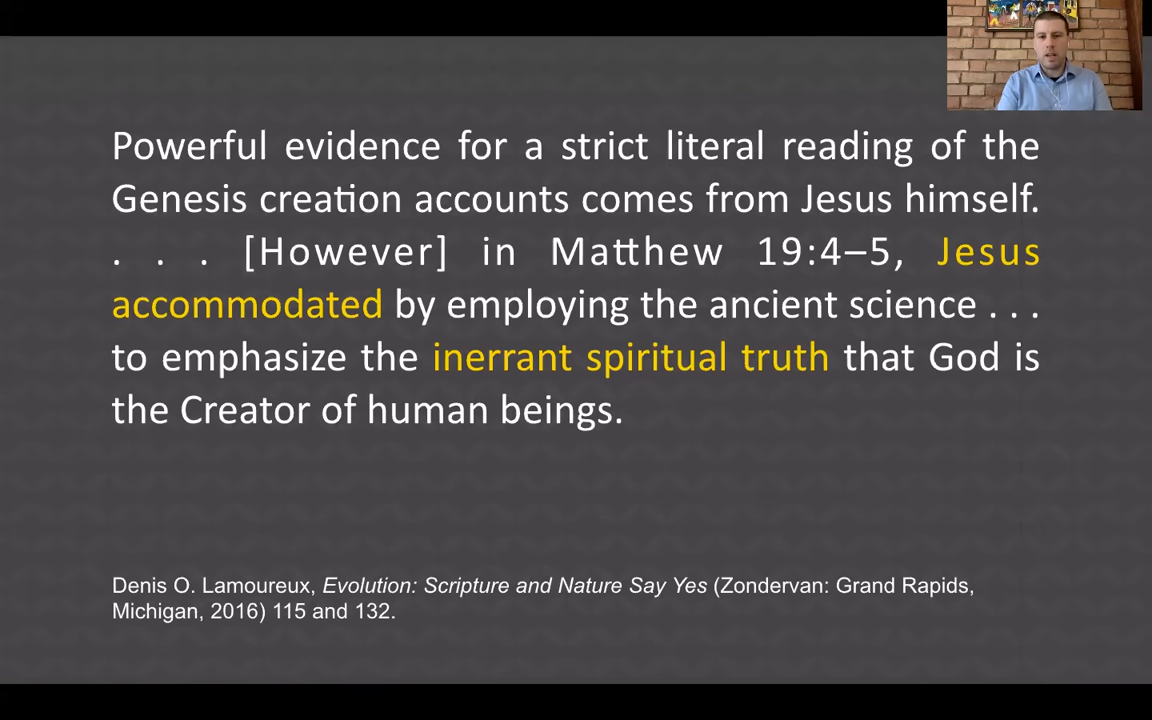 Powerful evidence for a strict literal reading of the
Genesis creation accounts comes from Jesus himself.
. . . [However] in Matthew 19:4–5, Jesus
accommodated by employing the ancient science . . .
to emphasize the inerrant spiritual truth that God is
the Creator of human beings.
Denis O. Lamoureux, Evolution: Scripture and Nature Say Yes (Zondervan: Grand Rapids,
Michigan, 2016) 115 and 132.